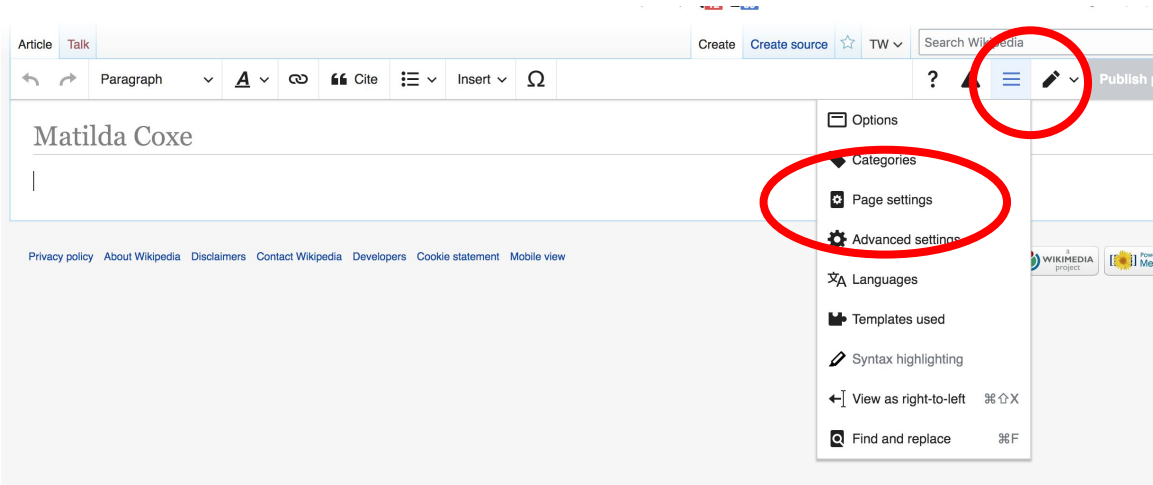 Article Talk Create Create source TW Search Wikipedia
Paragraph A Cite Insert Ω ? Publish
Matilda Coxe
Options
Categories
Page settings
Advanced settings
Languages
Templates used
Syntax highlighting
View as right-to-left ⌘⇧X
Find and replace ⌘F
Privacy policy About Wikipedia Disclaimers Contact Wikipedia Developers Cookie statement Mobile view
a
WIKIMEDIA
project